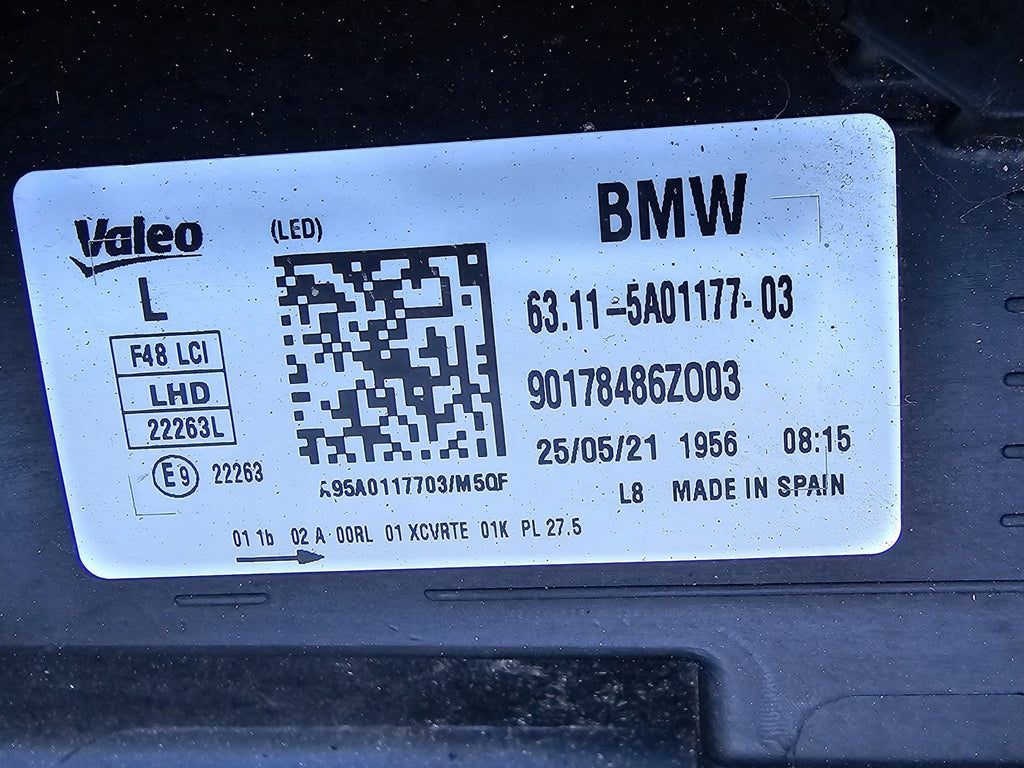 Valeo
(LED)
BMW
L
63.11-5A01177-03
F48 LCI
LHD
90178486Z003
22263L
25/05/21 1956 08:15
E9 22263
A95A0117703/M5QF
L8 MADE IN SPAIN
01 1b 02 A 00RL 01 XCVRTE 01K PL 27.5